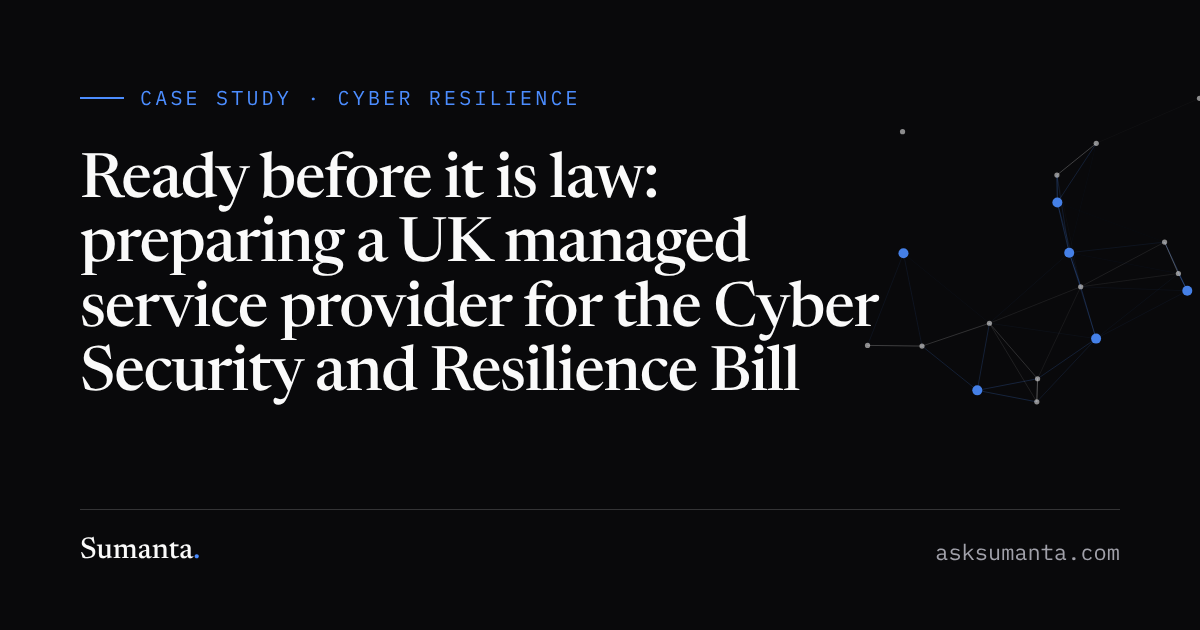 CASE STUDY · CYBER RESILIENCE
Ready before it is law:
preparing a UK managed
service provider for the Cyber
Security and Resilience Bill
Sumanta.
asksumanta.com